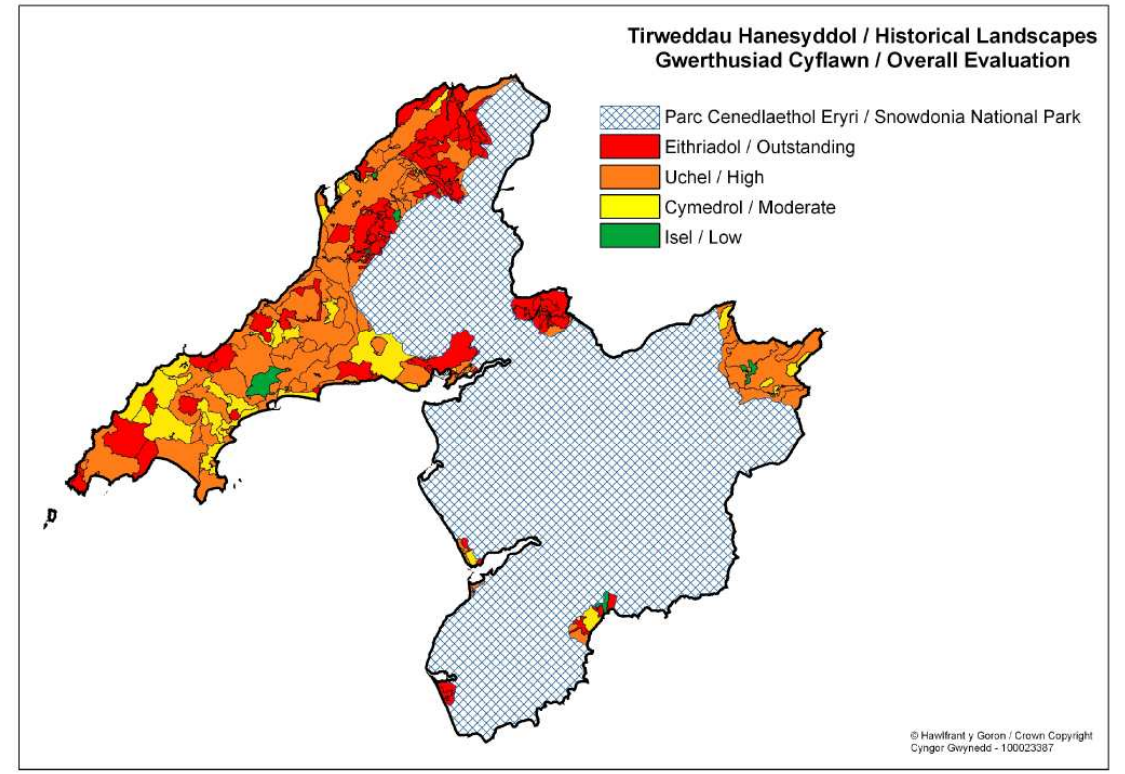 Tirweddau Hanesyddol / Historical Landscapes
Gwerthusiad Cyflawn / Overall Evaluation
Parc Cenedlaethol Eryri / Snowdonia National Park
Eithriadol / Outstanding
Uchel / High
Cymedrol / Moderate
Isel / Low
© Hawlfrant y Goron / Crown Copyright
Cyngor Gwynedd - 100023387